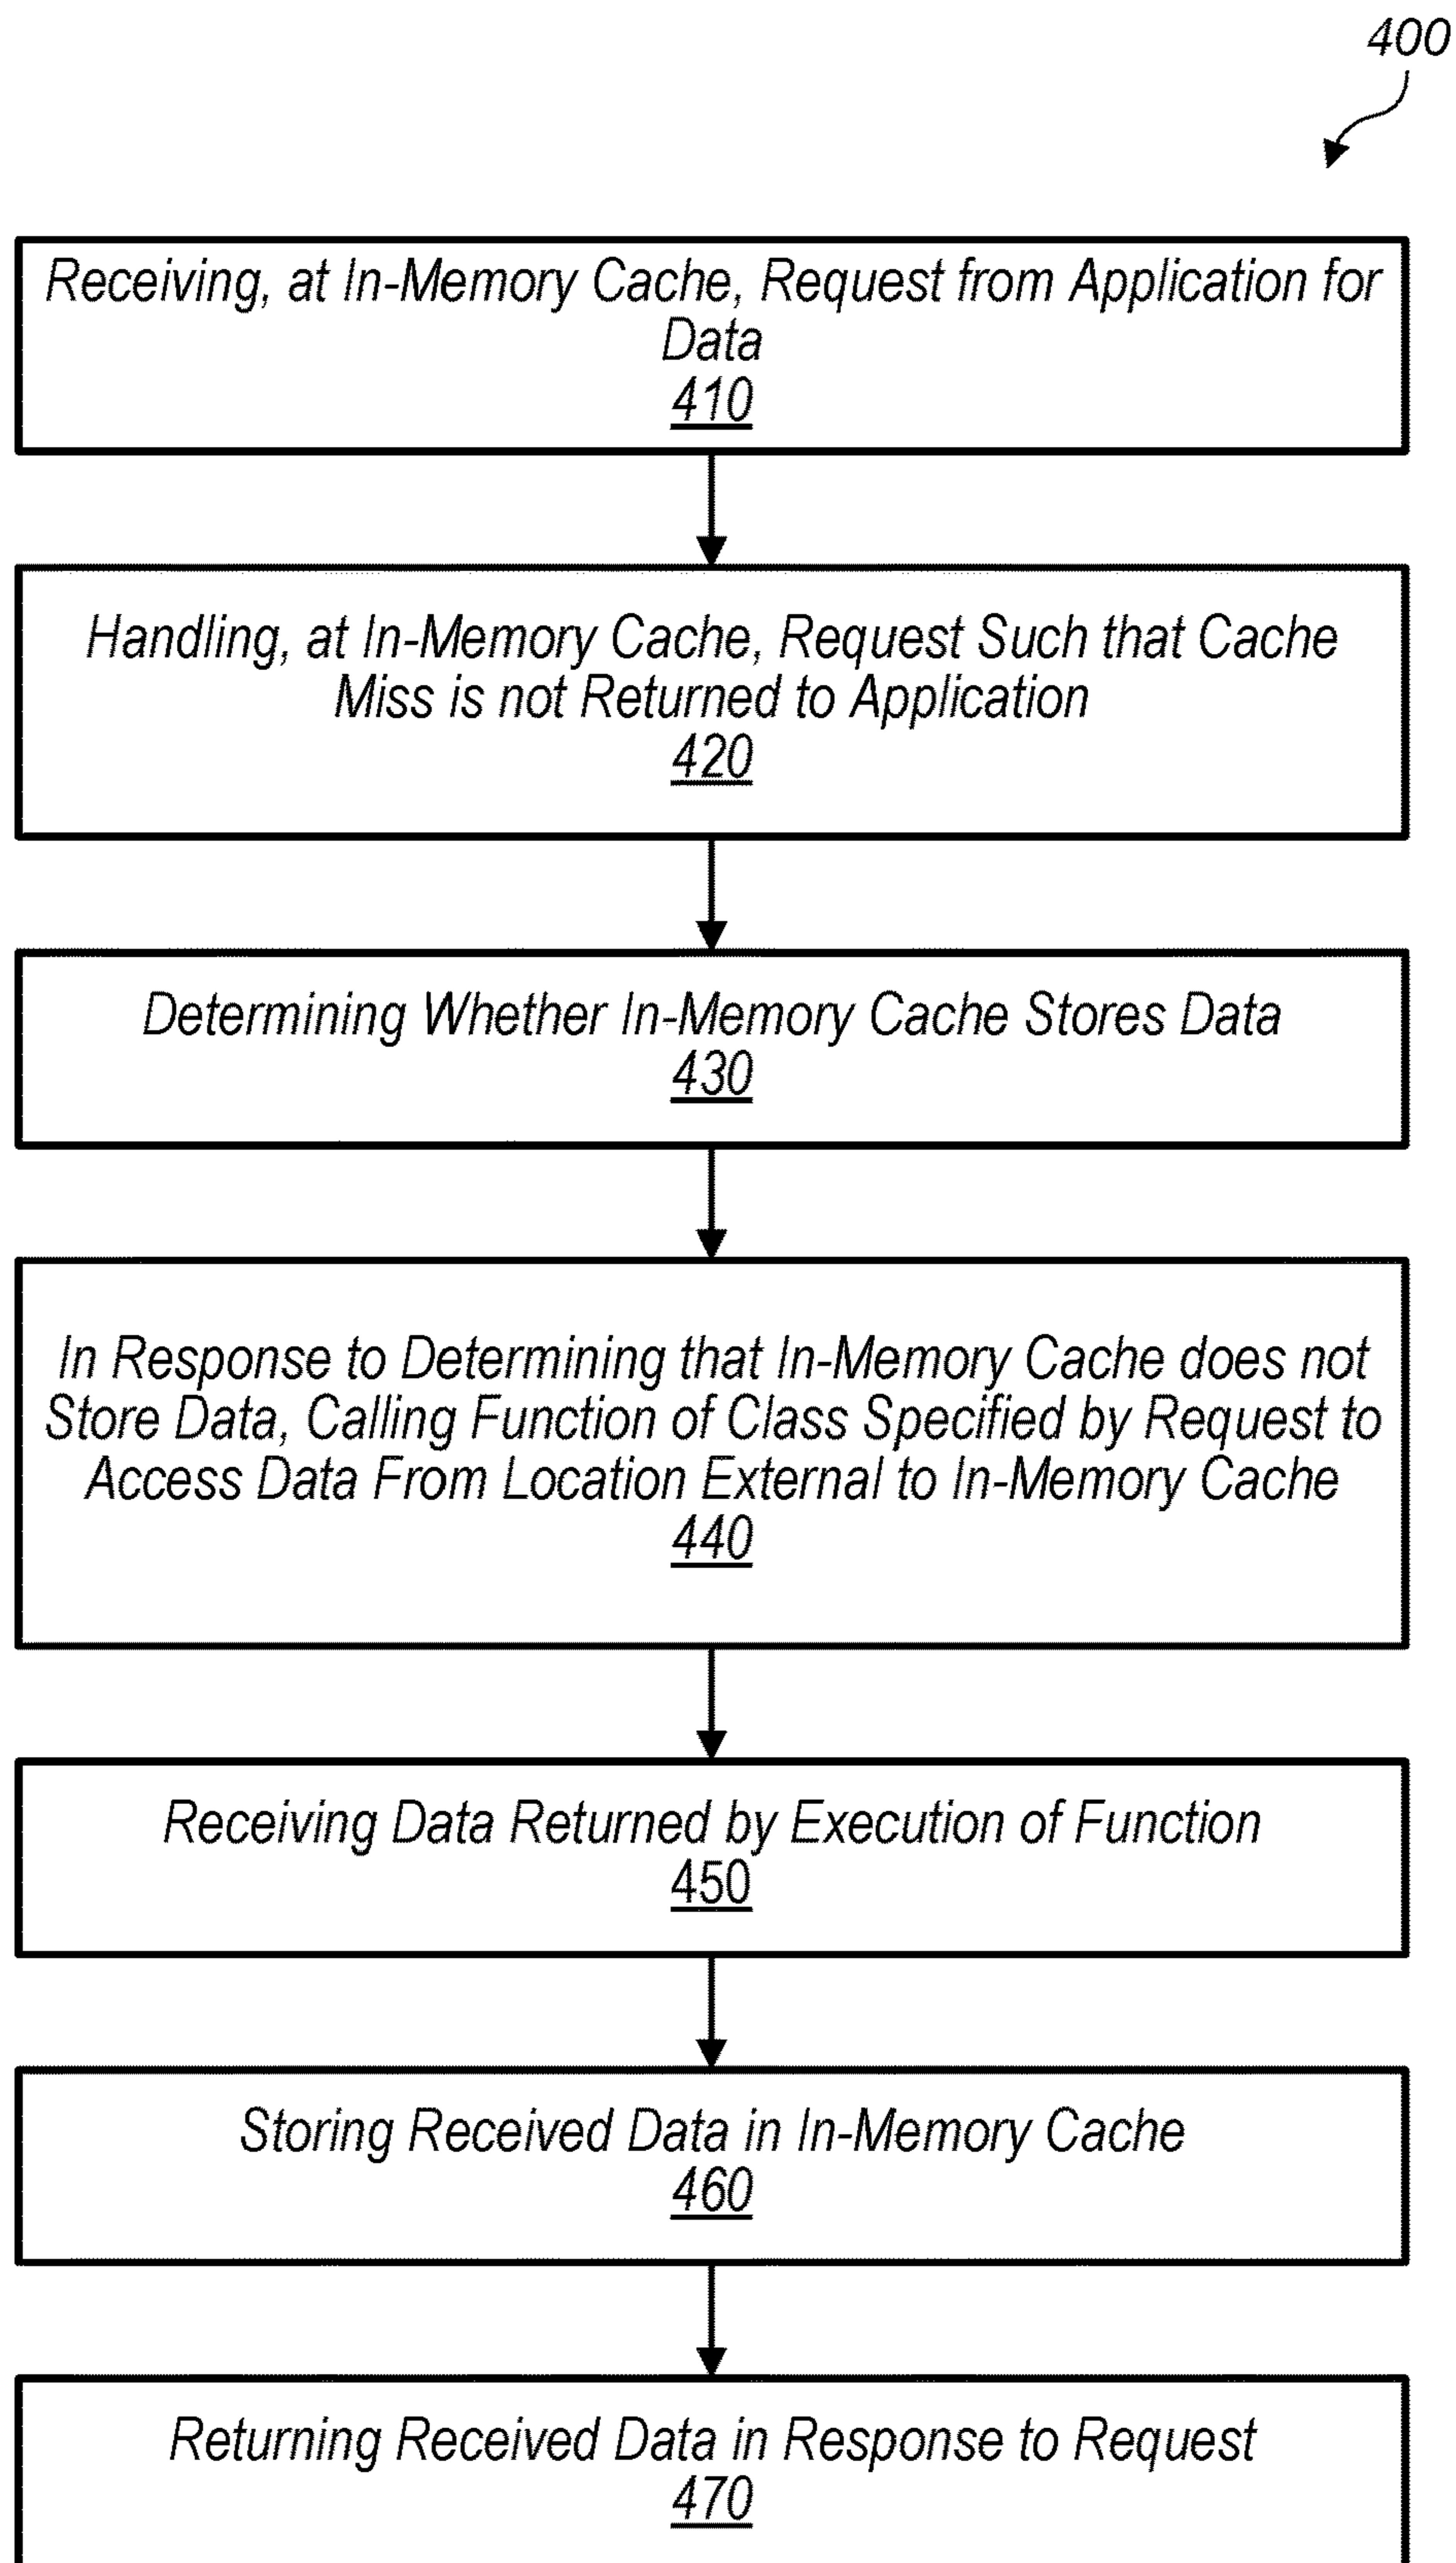 400
Receiving, at In-Memory Cache, Request from Application for
Data
410
Handling, at In-Memory Cache, Request Such that Cache
Miss is not Returned to Application
420
Determining Whether In-Memory Cache Stores Data
430
In Response to Determining that In-Memory Cache does not
Store Data, Calling Function of Class Specified by Request to
Access Data From Location External to In-Memory Cache
440
Receiving Data Returned by Execution of Function
450
Storing Received Data in In-Memory Cache
460
Returning Received Data in Response to Request
470